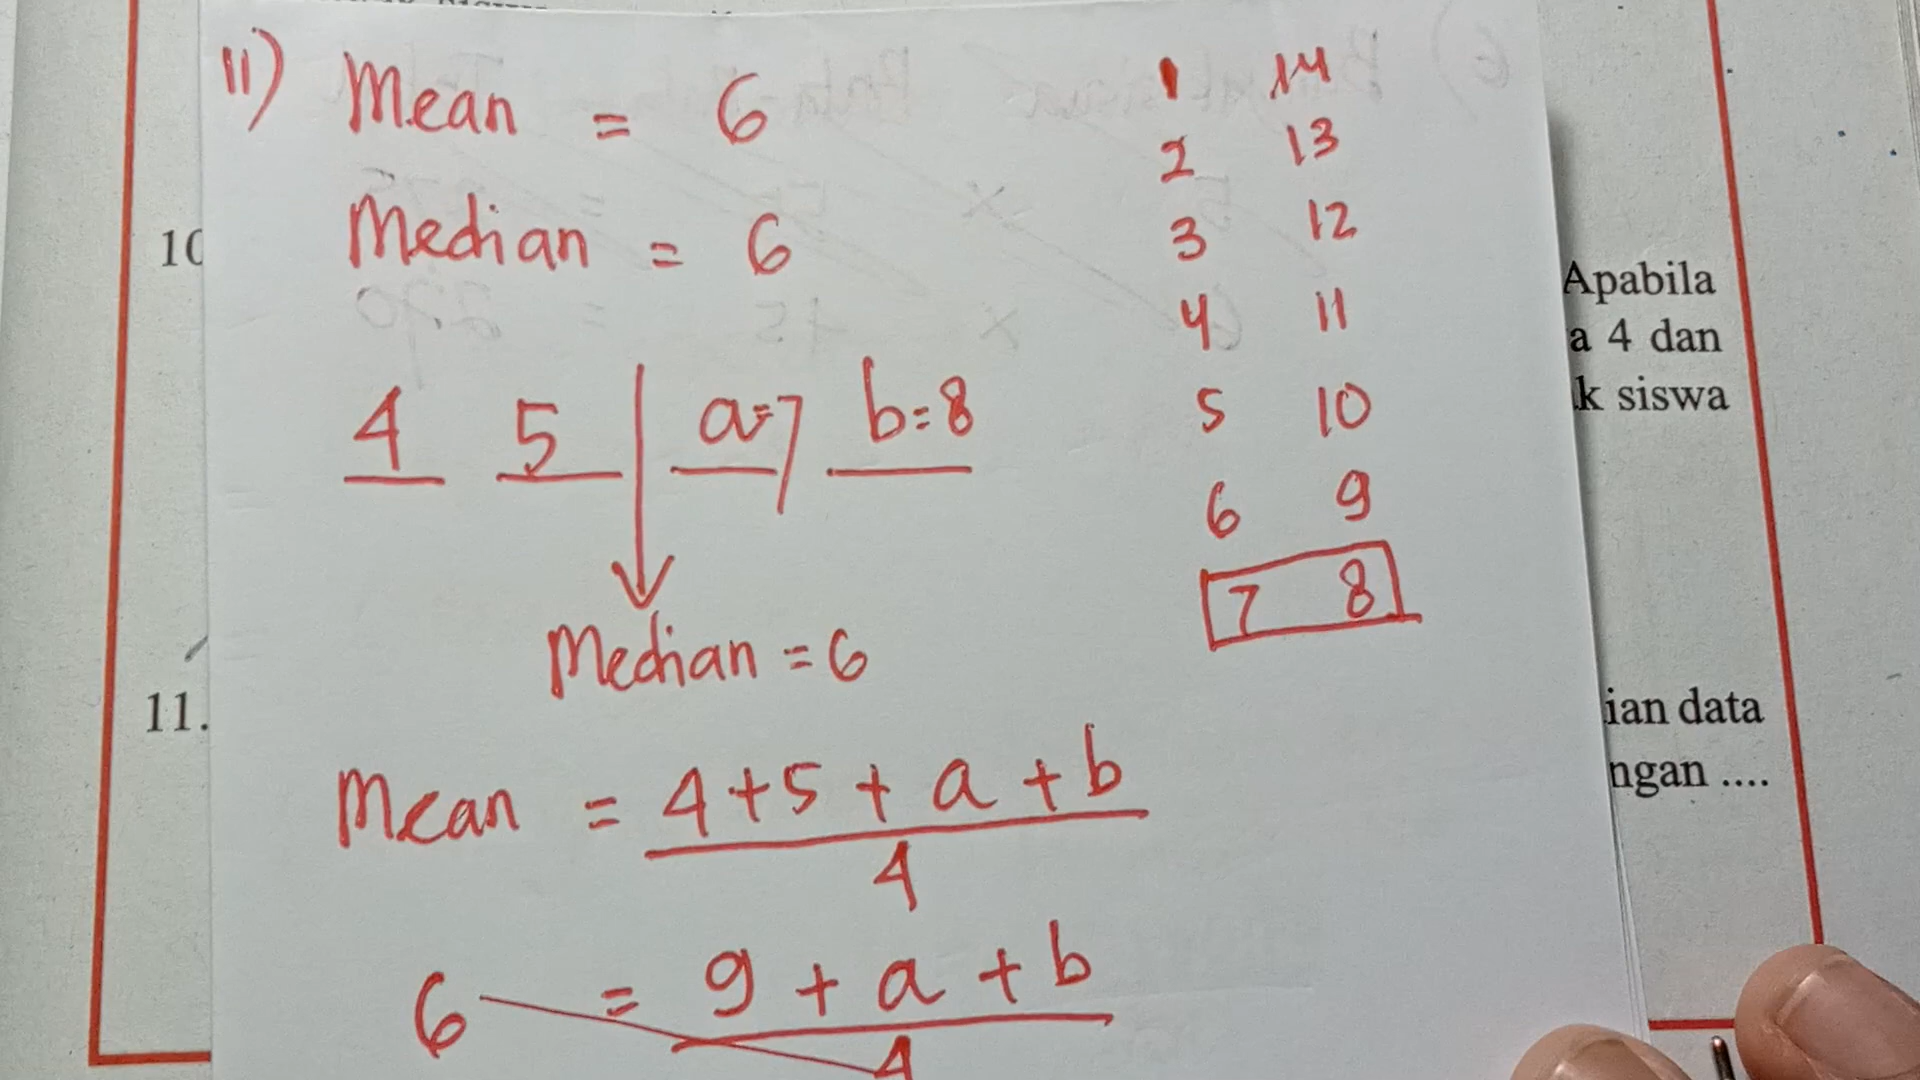 11) Mean = 6
Median = 6
4 5 a=7 b=8
Median = 6
Mean = 4+5+a+b
4
6 = 9+a+b
4
1 14
2 13
3 12
4 11
5 10
6 9
7 8
10
Apabila
a 4 dan
k siswa
11.
ian data
ngan ....